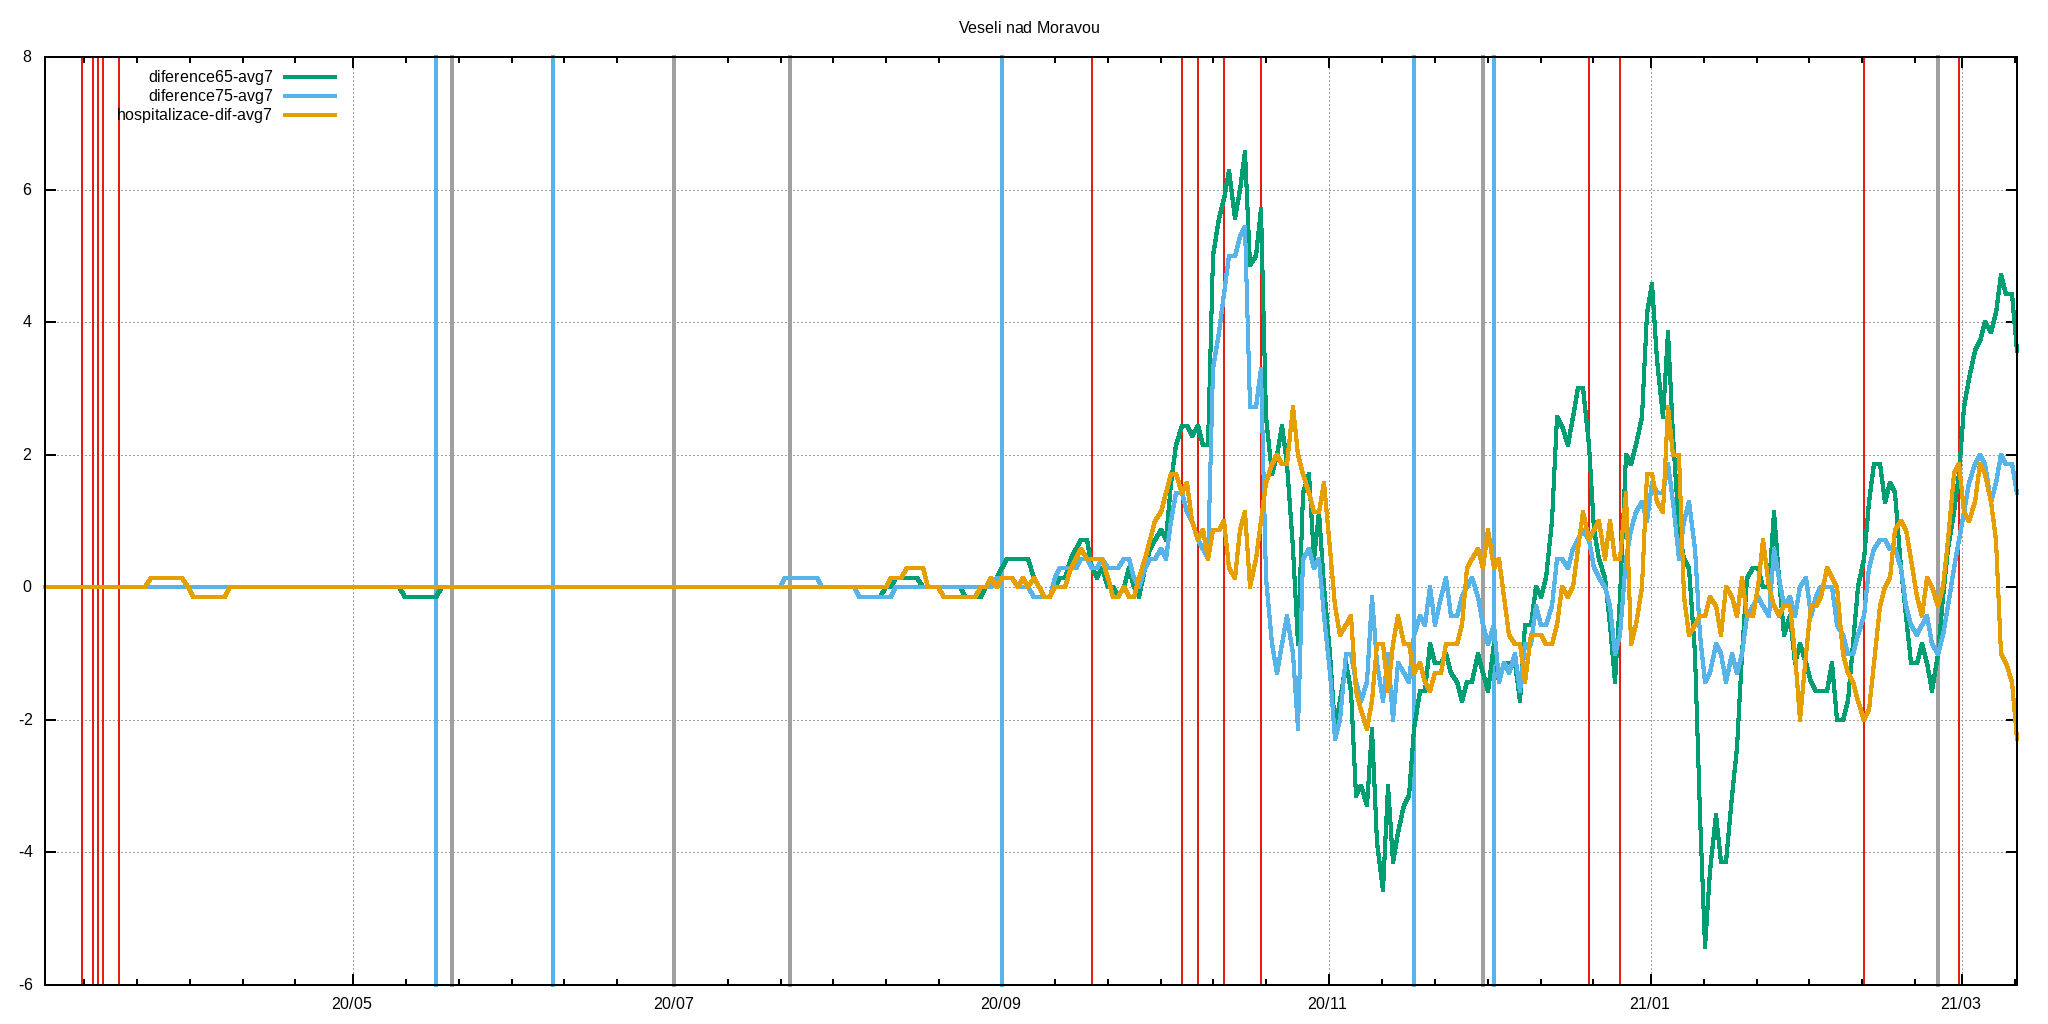 Veseli nad Moravou
8
diference65-avg7
diference75-avg7
hospitalizace-dif-avg7
6
4
2
0
-2
-4
-6
20/05 20/07 20/09 20/11 21/01 21/03